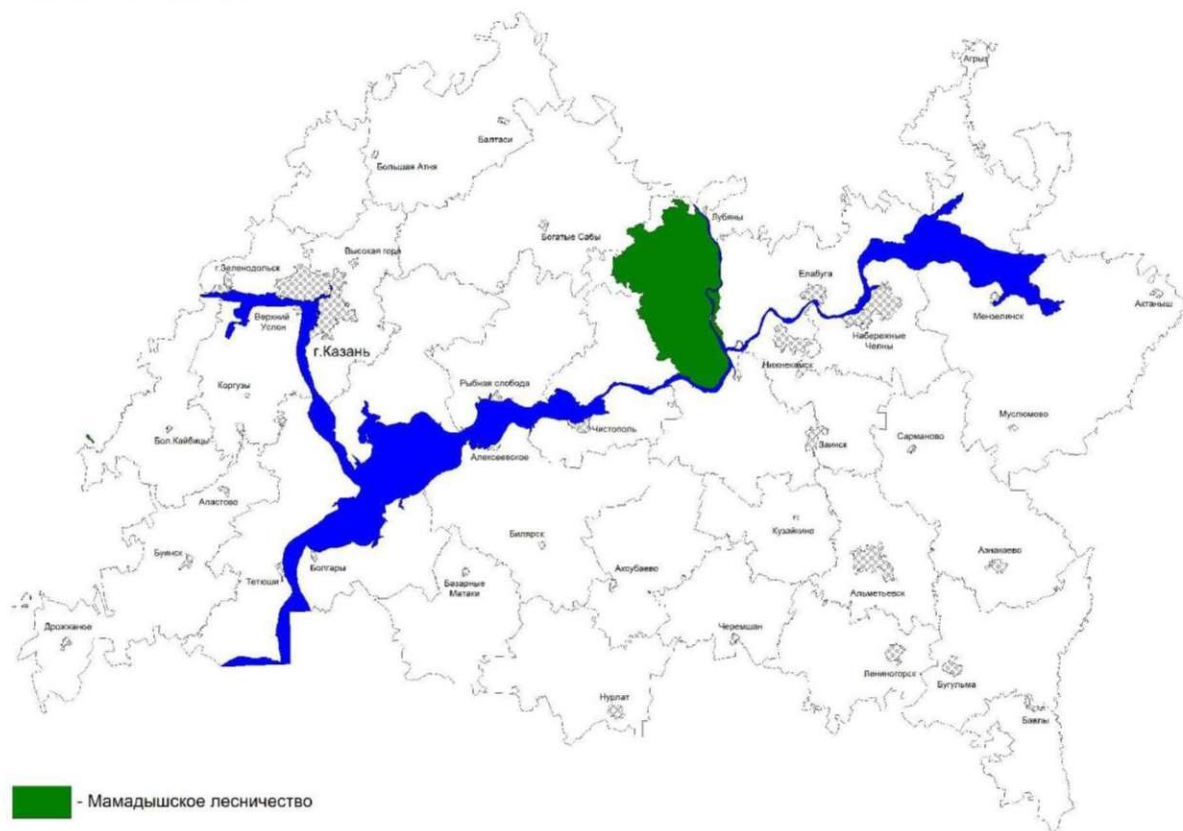 Агрыз
Балтаси
Большая Атня
Лубяны
Богатые Сабы
Высокая гора
г.Зеленодольск
Елабуга
Актаныш
Мензелинск
Верхний
Услон
Набережные
Челны
г.Казань
Нижнекамск
Рыбная слобода
Коргузы
Муслюмово
Чистополь
Заинск
Сарманово
Бол.Кайбицы
Алексеевское
Апастово
Билярск
Кузайкино
Буинск
Азнакаево
Болгары
Тетюши
Базарные
Матаки
Аксубаево
Альметьевск
Дрожжаное
Черемшан
Лениногорск
Бугульма
Нурлат
Бавлы
- Мамадышское лесничество